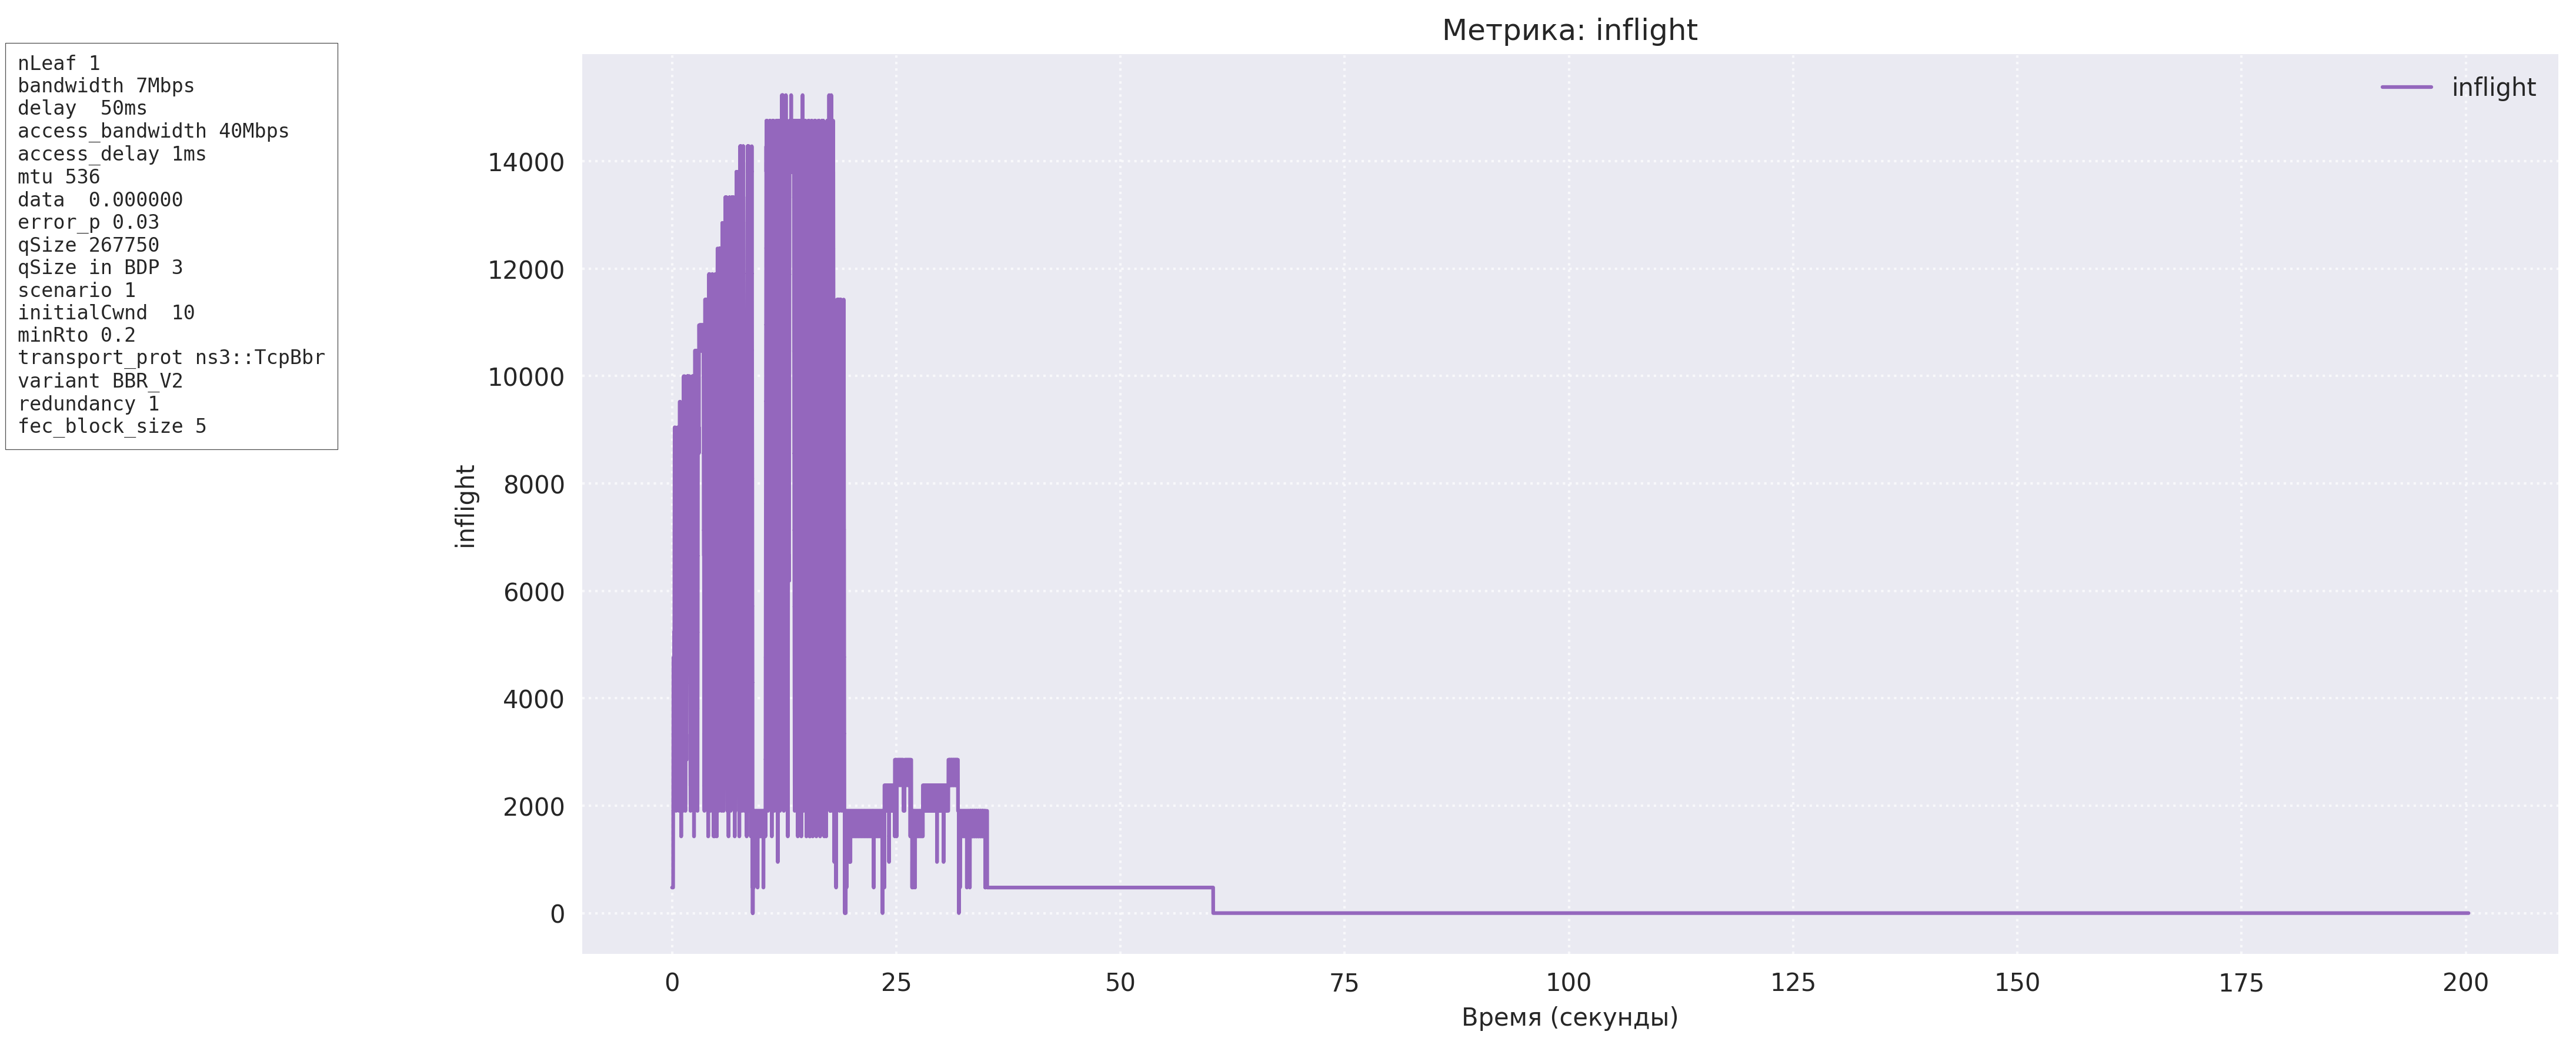 Метрика: inflight
nLeaf 1
bandwidth 7Mbps
delay  50ms
access_bandwidth 40Mbps
access_delay 1ms
mtu 536
data  0.000000
error_p 0.03
qSize 267750
qSize in BDP 3
scenario 1
initialCwnd  10
minRto 0.2
transport_prot ns3::TcpBbr
variant BBR_V2
redundancy 1
fec_block_size 5
inflight
inflight
14000
12000
10000
8000
6000
4000
2000
0
0 25 50 75 100 125 150 175 200
Время (секунды)